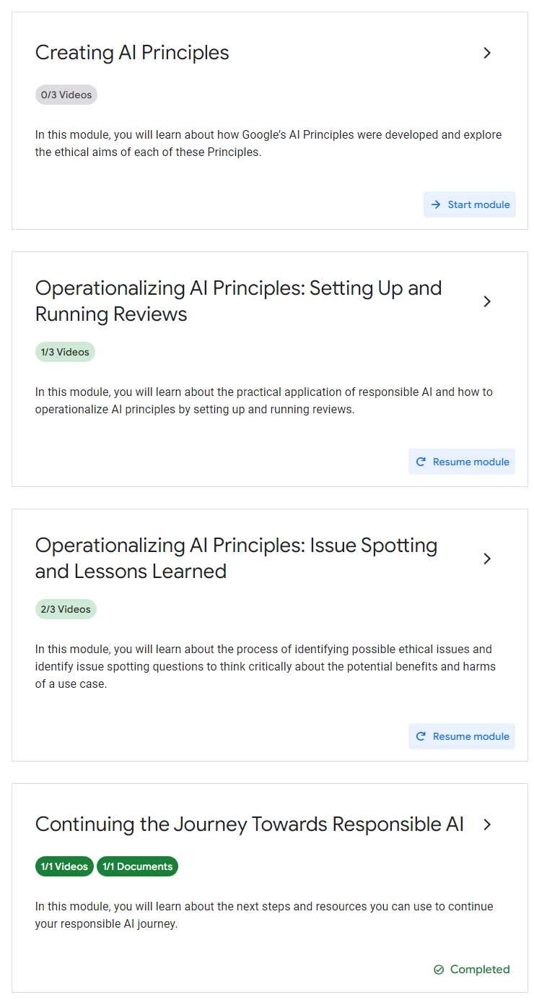 Creating AI Principles
0/3 Videos
In this module, you will learn about how Google’s AI Principles were developed and explore
the ethical aims of each of these Principles.
Start module
Operationalizing AI Principles: Setting Up and
Running Reviews
1/3 Videos
In this module, you will learn about the practical application of responsible AI and how to
operationalize AI principles by setting up and running reviews.
Resume module
Operationalizing AI Principles: Issue Spotting
and Lessons Learned
2/3 Videos
In this module, you will learn about the process of identifying possible ethical issues and
identify issue spotting questions to think critically about the potential benefits and harms
of a use case.
Resume module
Continuing the Journey Towards Responsible AI
1/1 Videos 1/1 Documents
In this module, you will learn about the next steps and resources you can use to continue
your responsible AI journey.
Completed